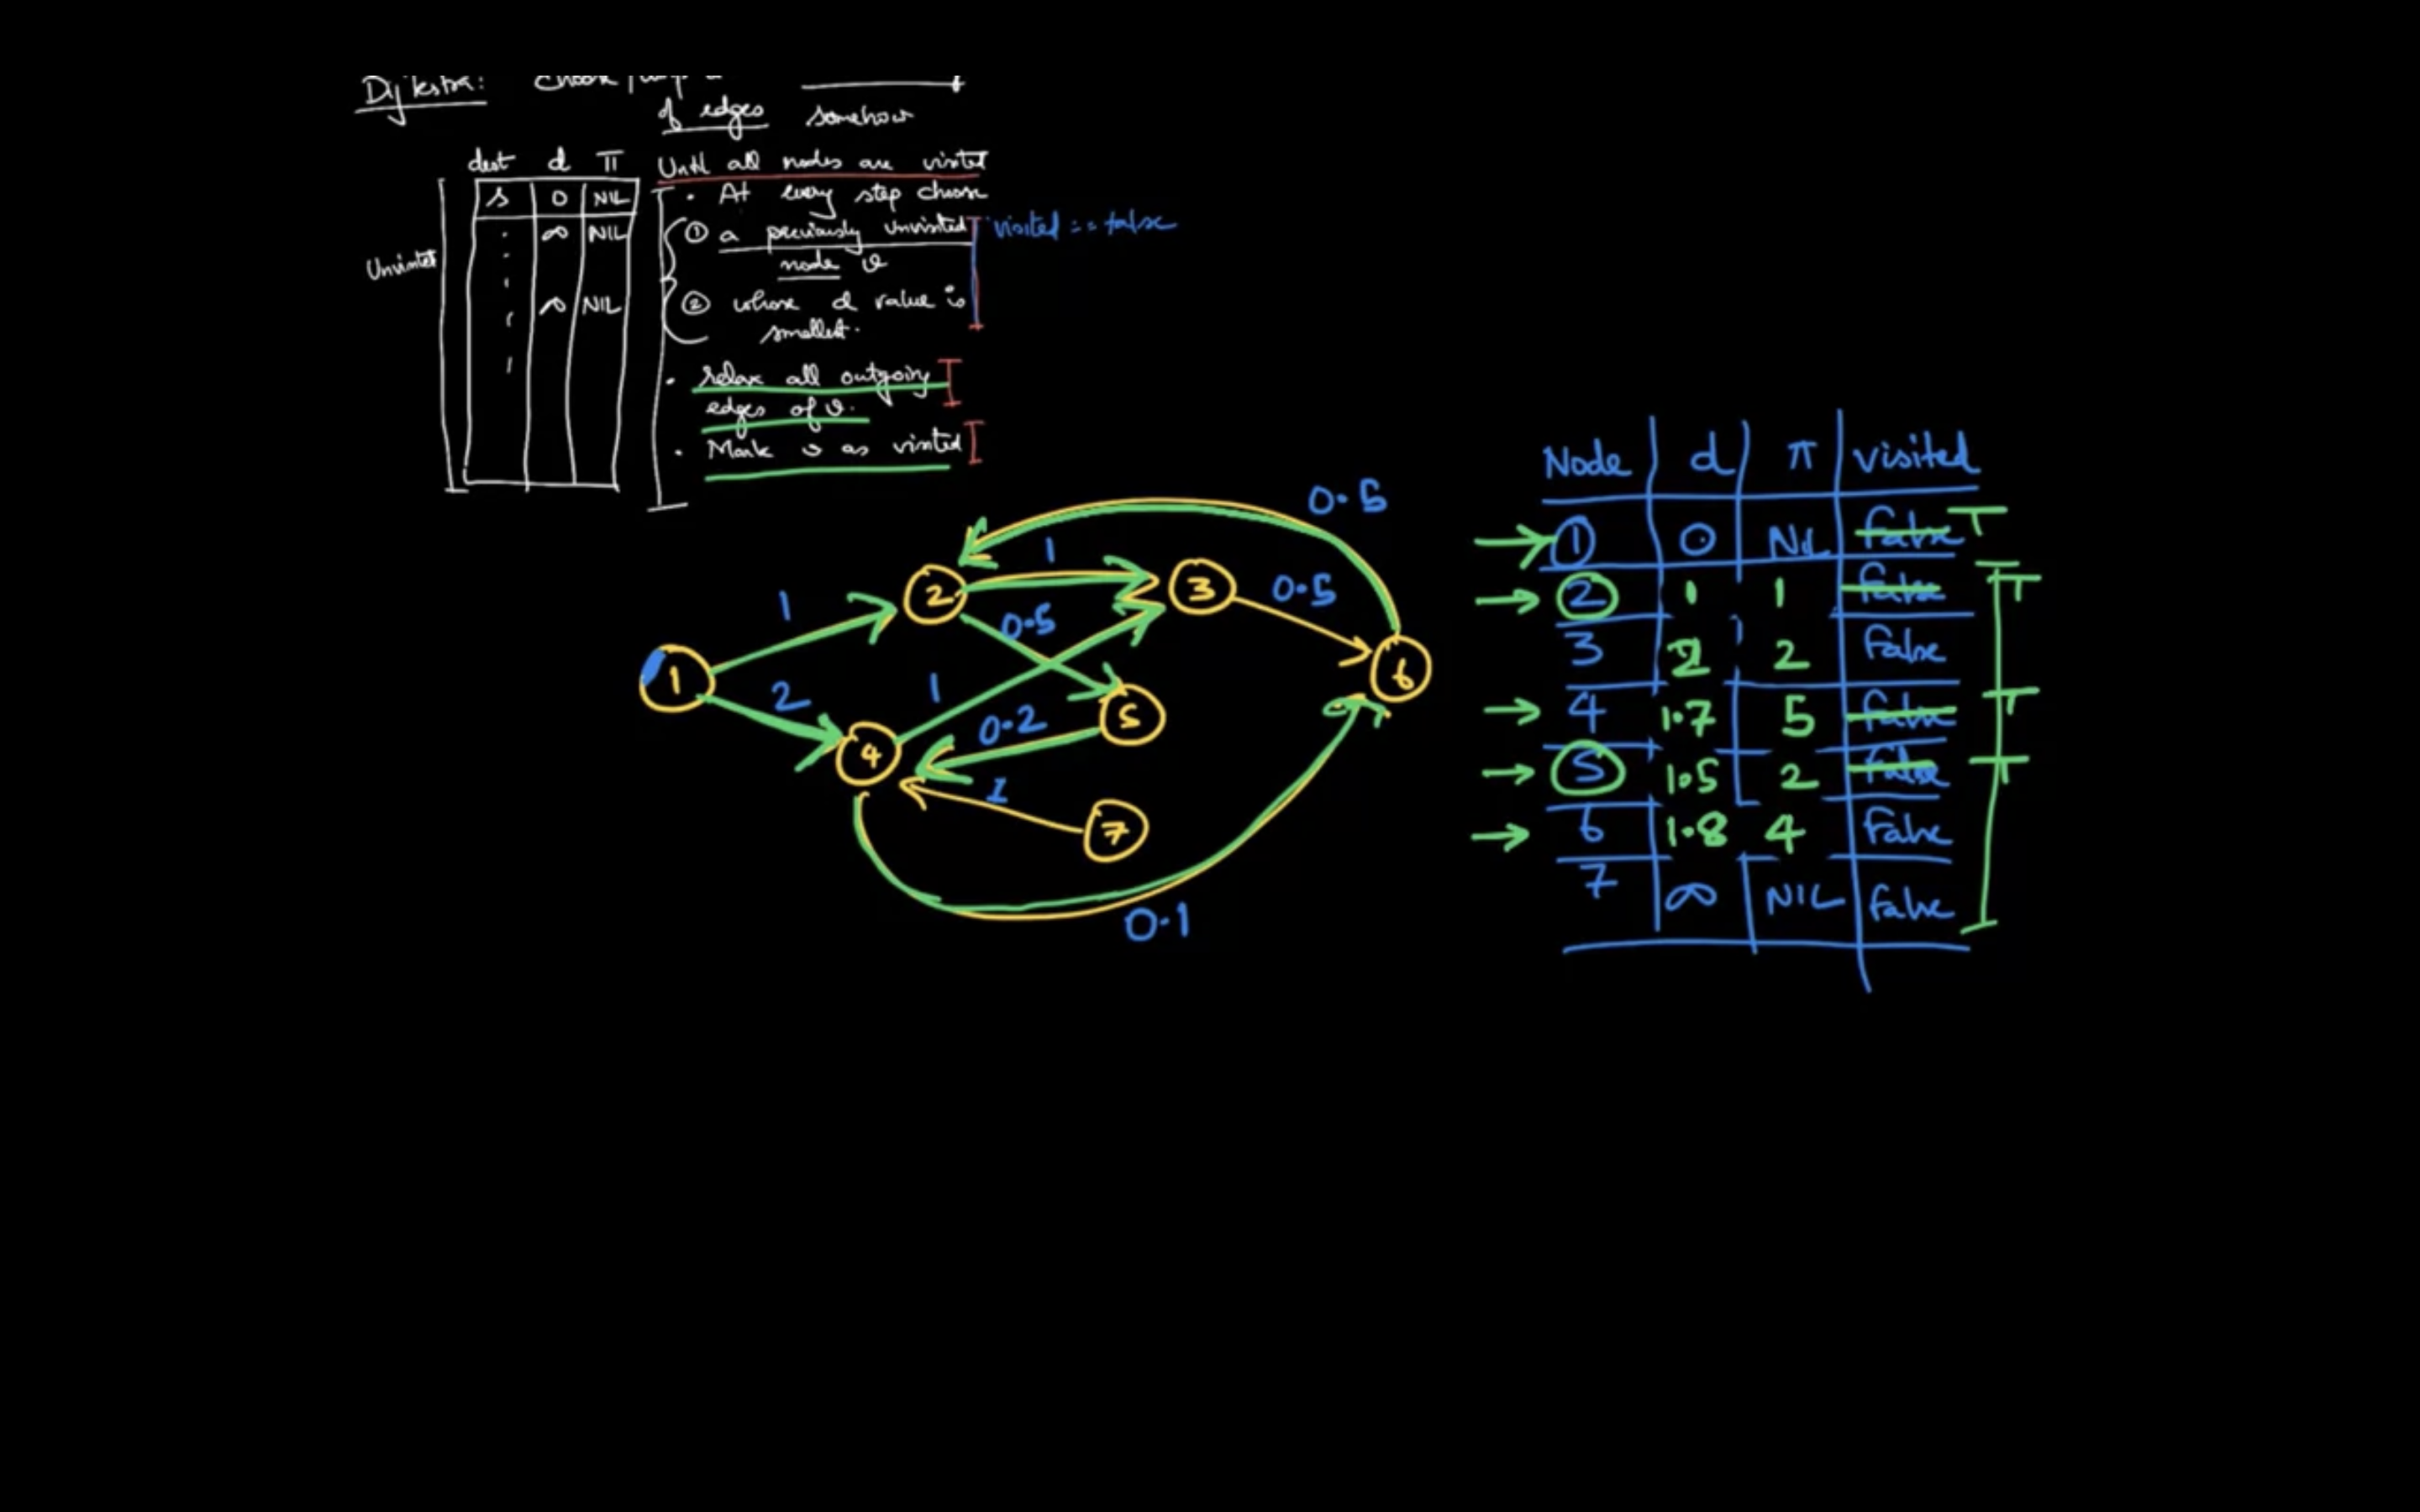 Dijkstra: Choose
of edges somehow
dest d π
s 0 NIL
∞ NIL
∞ NIL
Unvisited
Until all nodes are visited
• At every step choose
① a previously unvisited visited == false
node v
② whose d value is
smallest.
• relax all outgoing
edges of v.
• Mark v as visited
0.5
1
2
3
0.5
1
0.5
6
1
2
1
4
0.2
5
1
7
0.1
Node d π visited
1 0 NIL false T
2 1 1 false T
3 2 2 false
4 1.7 5 false T
5 1.5 2 false T
6 1.8 4 false
7 ∞ NIL false